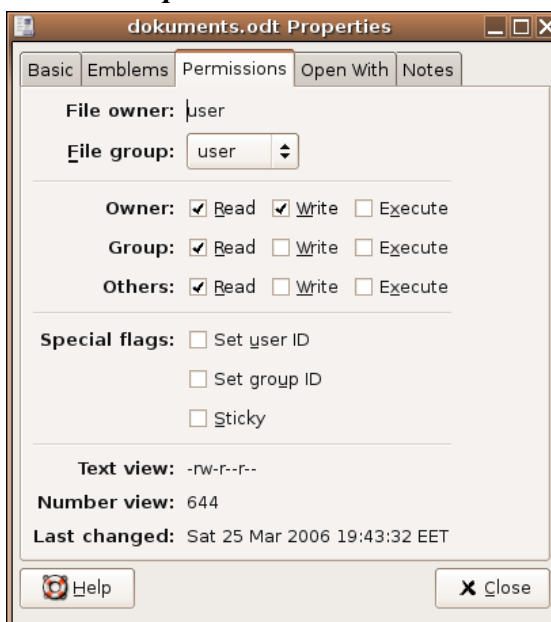 dokuments.odt Properties
Basic Emblems Permissions Open With Notes
File owner: user
File group: user
Owner: Read Write Execute
Group: Read Write Execute
Others: Read Write Execute
Special flags: Set user ID
Set group ID
Sticky
Text view: -rw-r--r--
Number view: 644
Last changed: Sat 25 Mar 2006 19:43:32 EET
Help Close